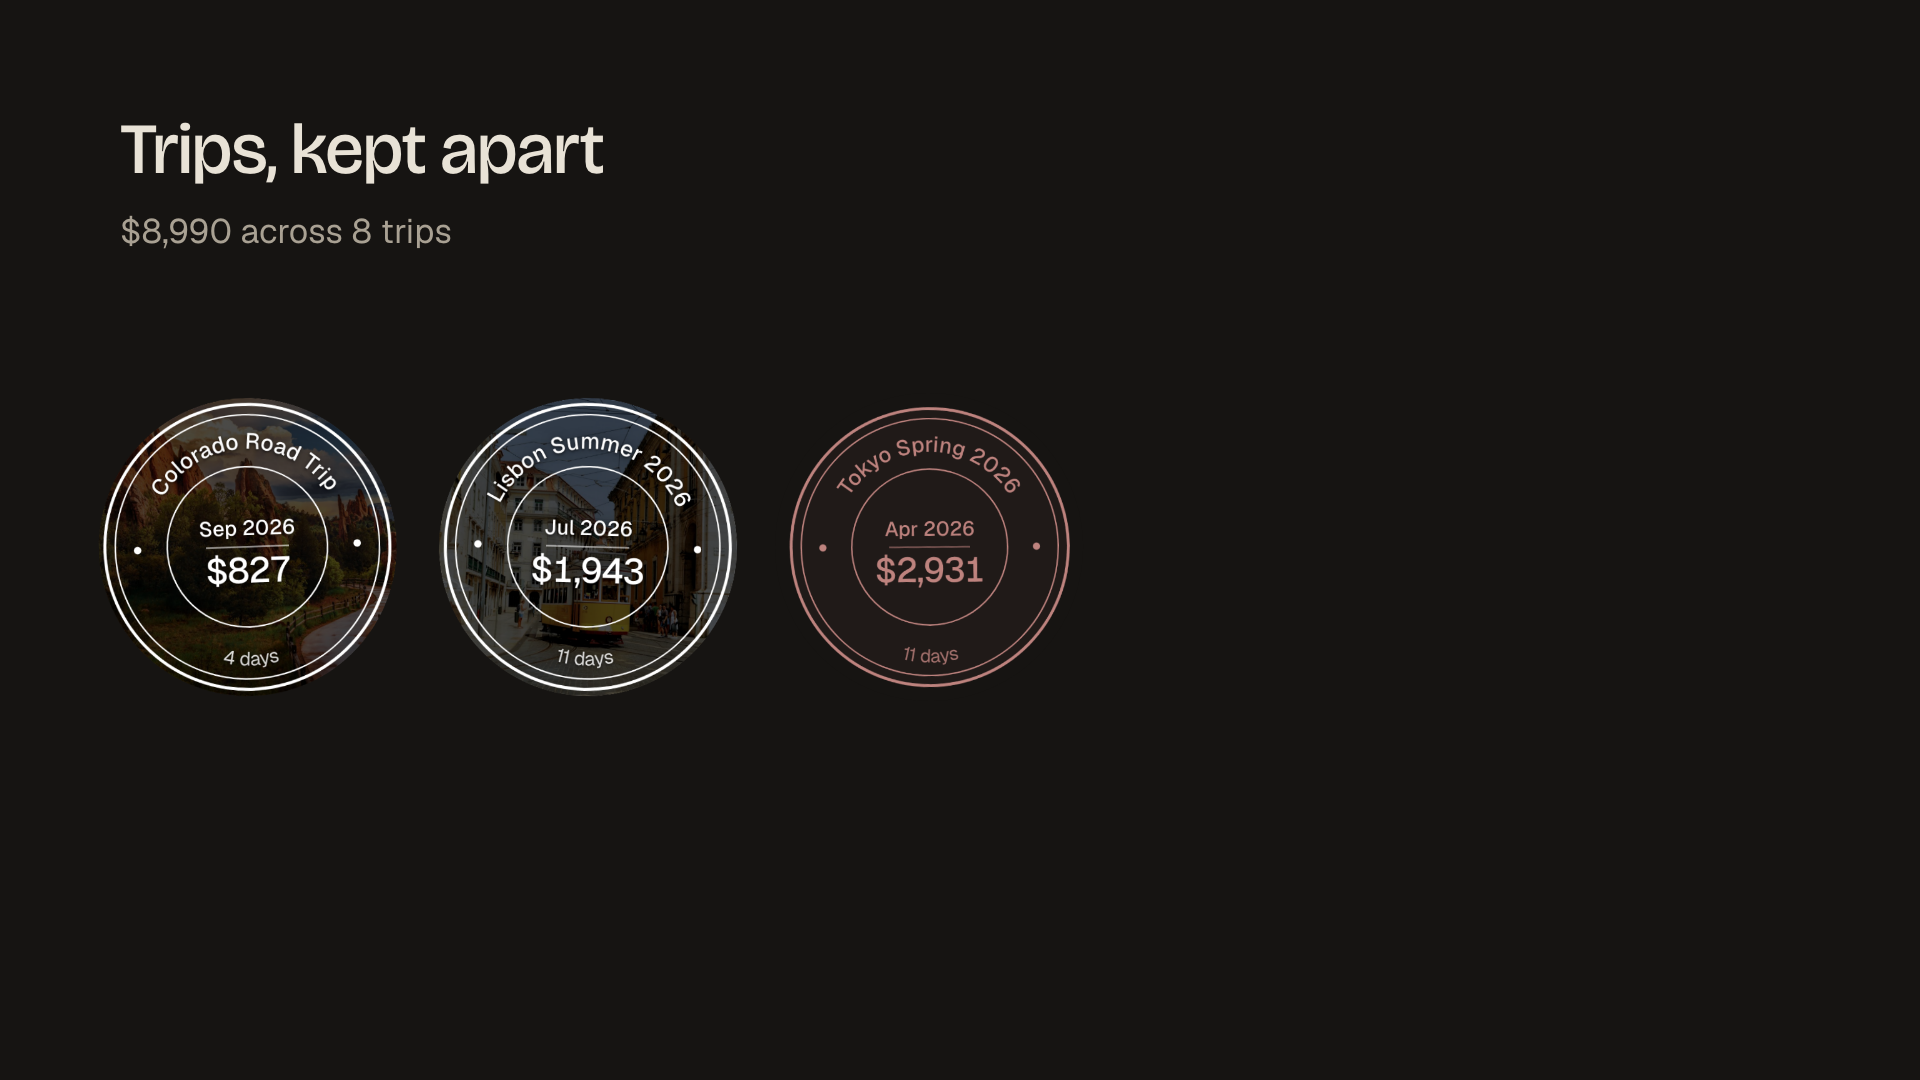 Trips, kept apart
$8,990 across 8 trips
Colorado Road Trip
Sep 2026
$827
4 days
Lisbon Summer 2026
Jul 2026
$1,943
11 days
Tokyo Spring 2026
Apr 2026
$2,931
11 days